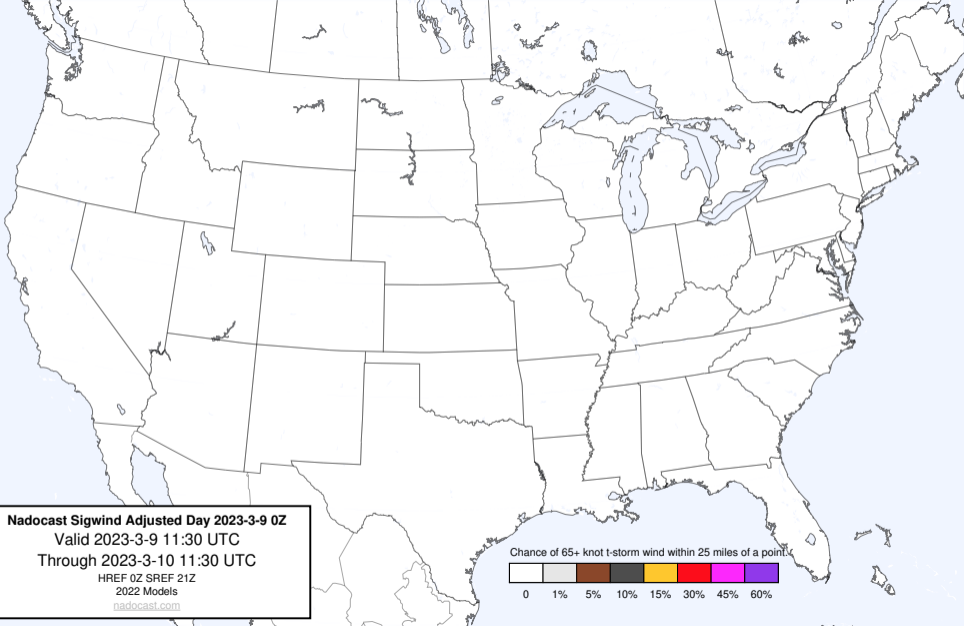 Nadocast Sigwind Adjusted Day 2023-3-9 0Z
Valid 2023-3-9 11:30 UTC
Through 2023-3-10 11:30 UTC
HREF 0Z SREF 21Z
2022 Models
nadocast.com
Chance of 65+ knot t-storm wind within 25 miles of a point.
0 1% 5% 10% 15% 30% 45% 60%